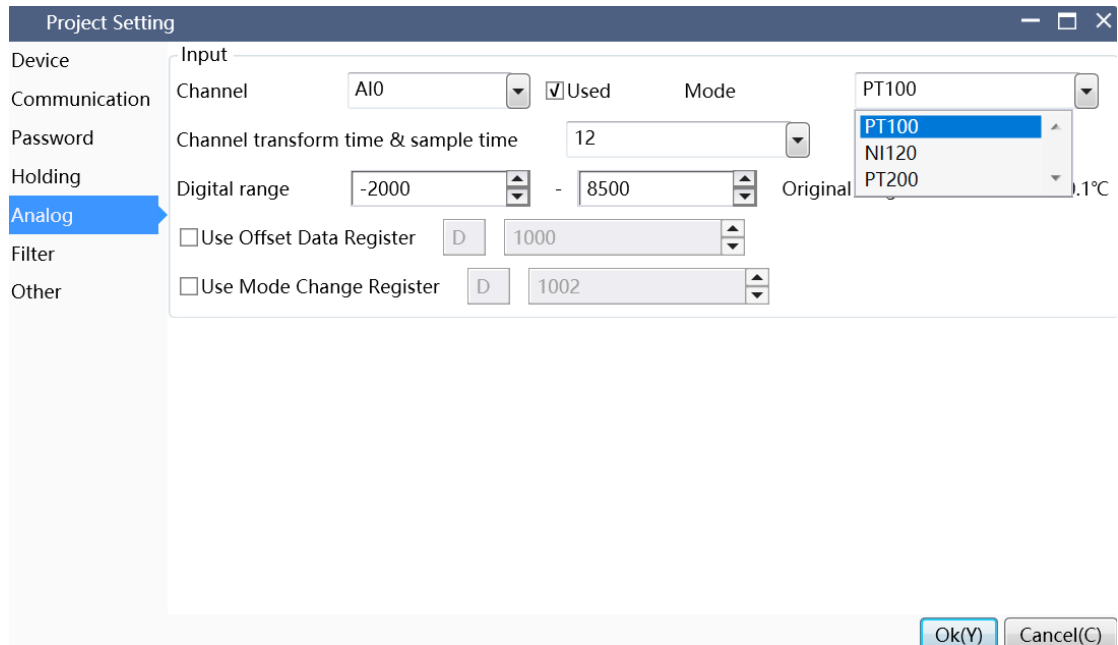 Project Setting
Device
Communication
Password
Holding
Analog
Filter
Other
Input
Channel AI0 Used Mode PT100
PT100
NI120
PT200
Channel transform time & sample time 12
Digital range -2000 - 8500 Original .1℃
Use Offset Data Register D 1000
Use Mode Change Register D 1002
Ok(Y) Cancel(C)